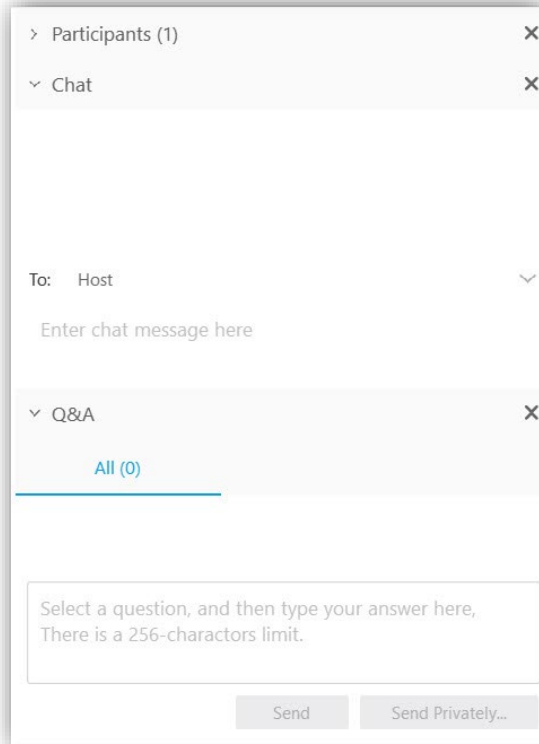 Participants (1)
Chat
To: Host
Enter chat message here
Q&A
All (0)
Select a question, and then type your answer here,
There is a 256-charactors limit.
Send Send Privately...